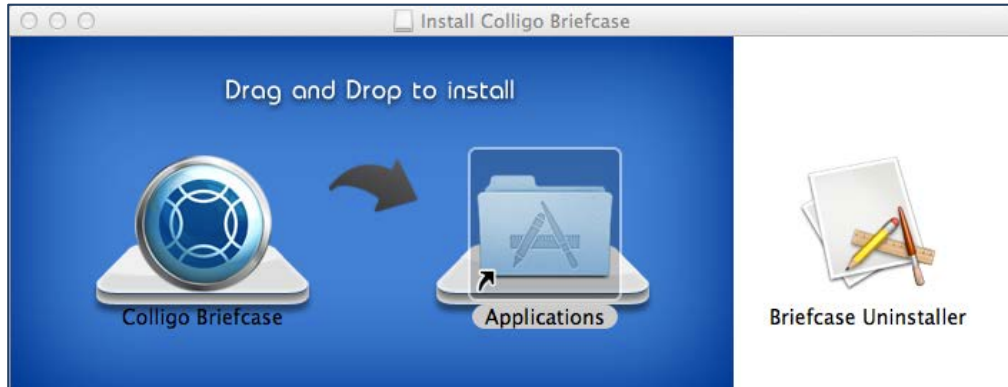 Install Colligo Briefcase
Drag and Drop to install
Colligo Briefcase
Applications
Briefcase Uninstaller